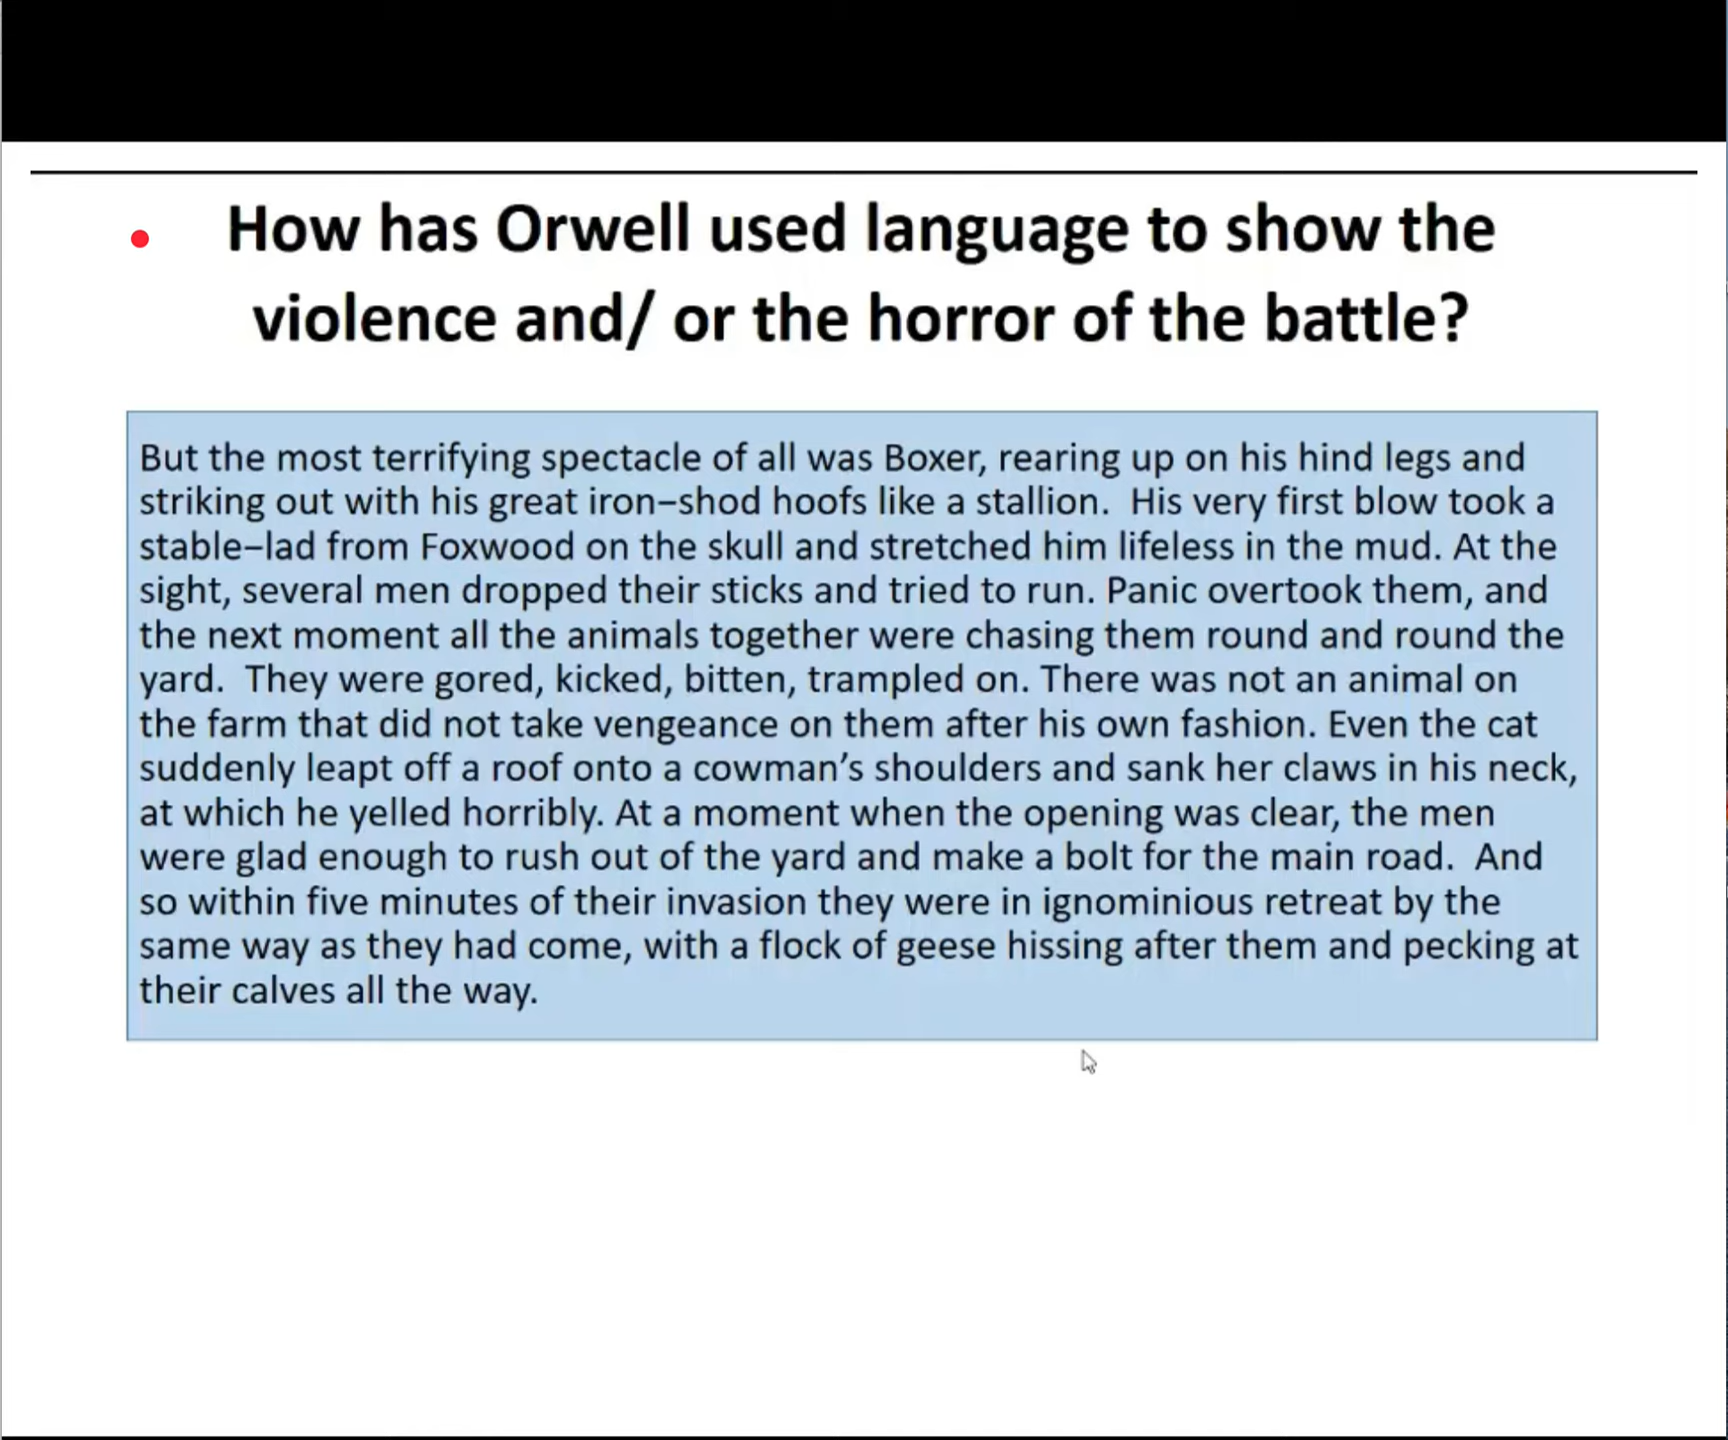 • How has Orwell used language to show the
violence and/ or the horror of the battle?
But the most terrifying spectacle of all was Boxer, rearing up on his hind legs and
striking out with his great iron–shod hoofs like a stallion.  His very first blow took a
stable–lad from Foxwood on the skull and stretched him lifeless in the mud. At the
sight, several men dropped their sticks and tried to run. Panic overtook them, and
the next moment all the animals together were chasing them round and round the
yard.  They were gored, kicked, bitten, trampled on. There was not an animal on
the farm that did not take vengeance on them after his own fashion. Even the cat
suddenly leapt off a roof onto a cowman’s shoulders and sank her claws in his neck,
at which he yelled horribly. At a moment when the opening was clear, the men
were glad enough to rush out of the yard and make a bolt for the main road.  And
so within five minutes of their invasion they were in ignominious retreat by the
same way as they had come, with a flock of geese hissing after them and pecking at
their calves all the way.